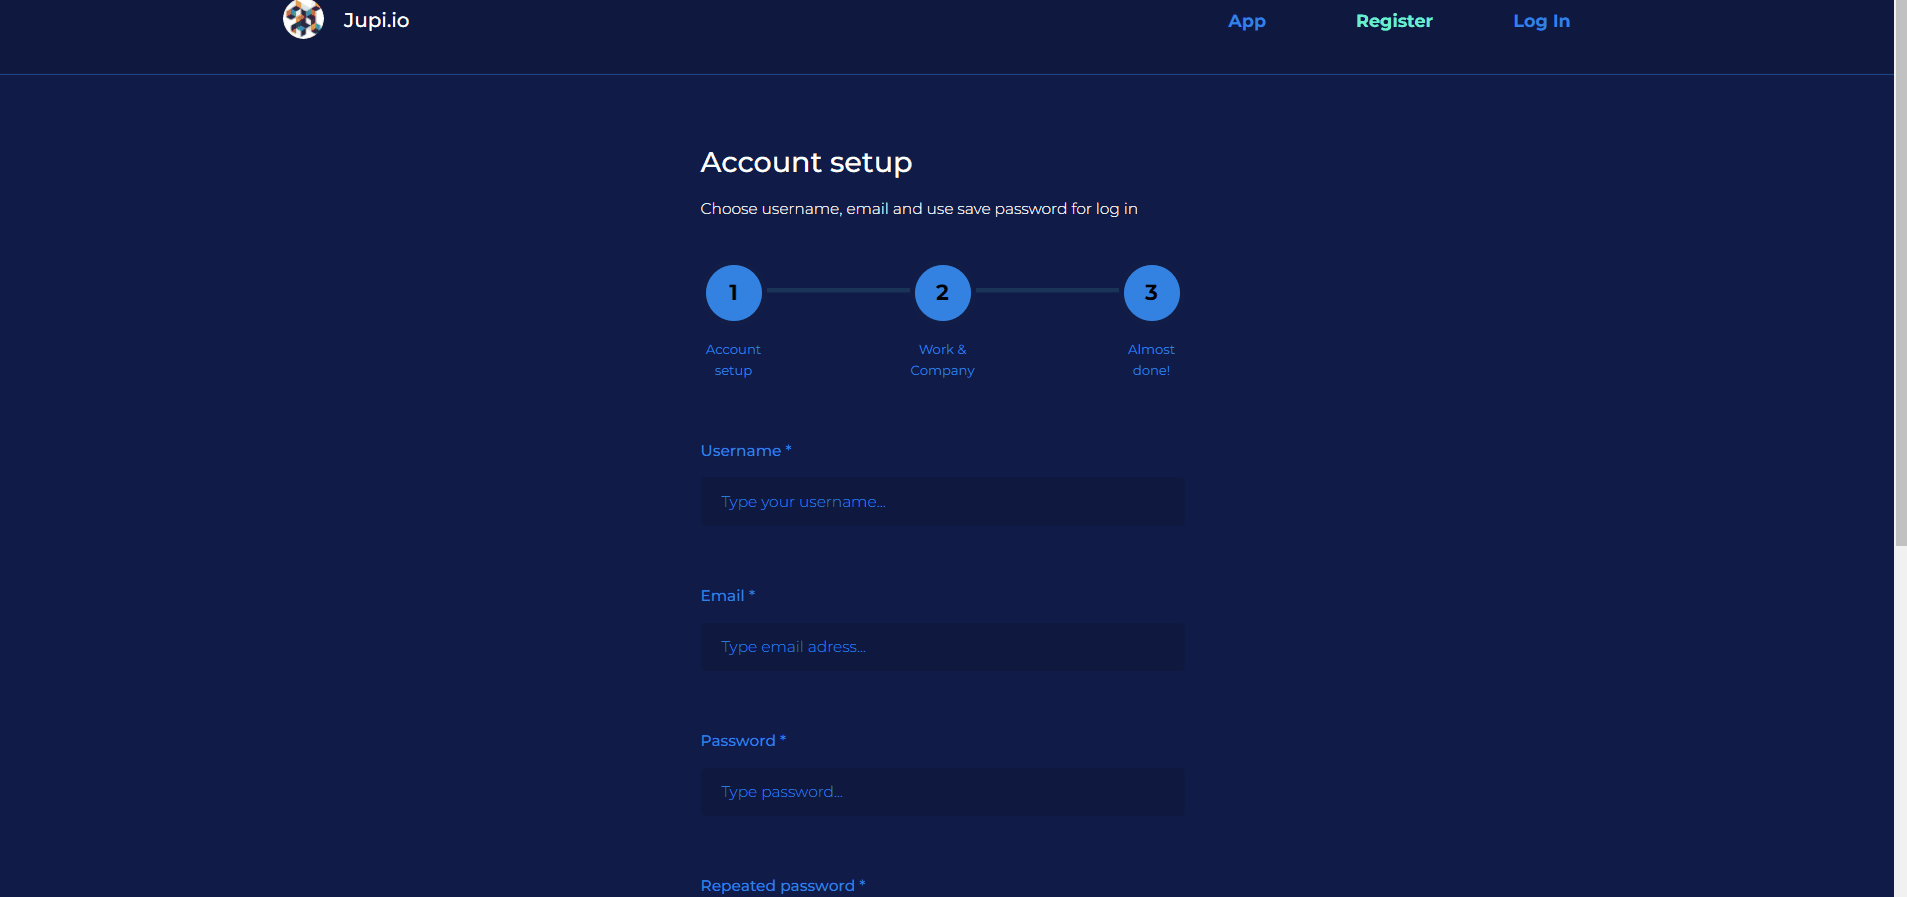 Jupi.io
App
Register
Log In
Account setup
Choose username, email and use save password for log in
1
2
3
Account
setup
Work &
Company
Almost
done!
Username *
Type your username...
Email *
Type email adress...
Password *
Type password...
Repeated password *